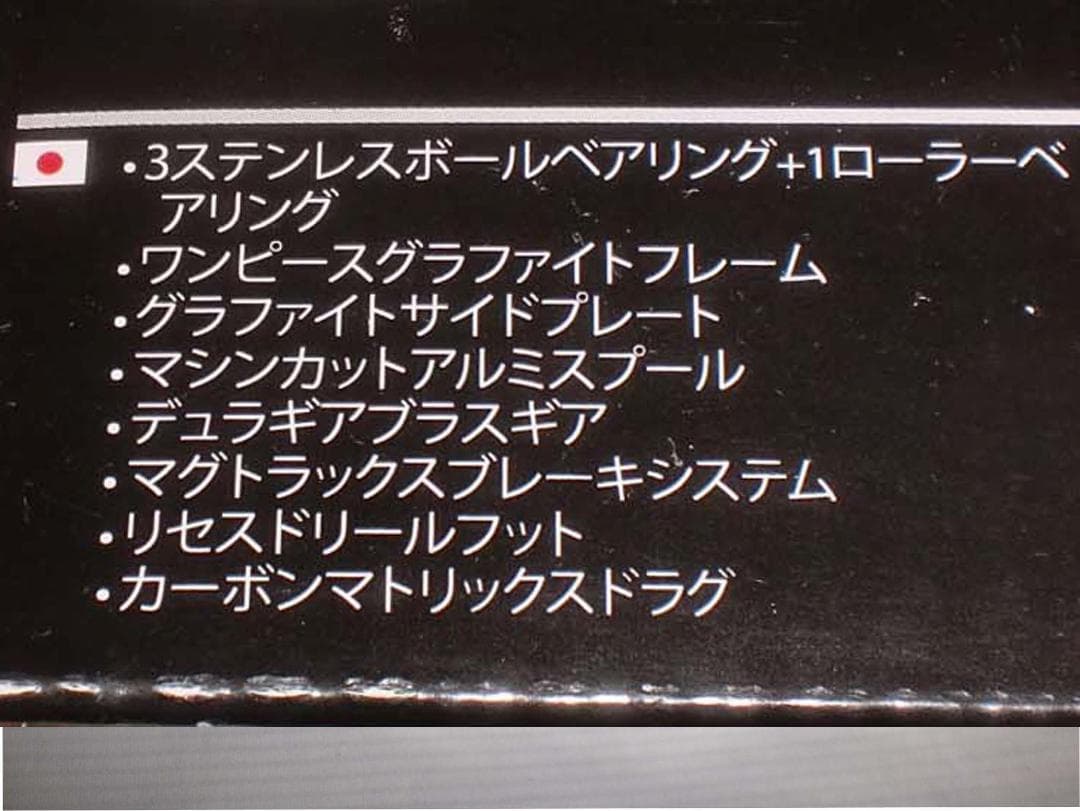 •3ステンレスボールベアリング+1ローラーベ
アリング
•ワンピースグラファイトフレーム
•グラファイトサイドプレート
•マシンカットアルミスプール
•デュラギアブラスギア
•マグトラックスブレーキシステム
•リセスドリールフット
•カーボンマトリックスドラグ